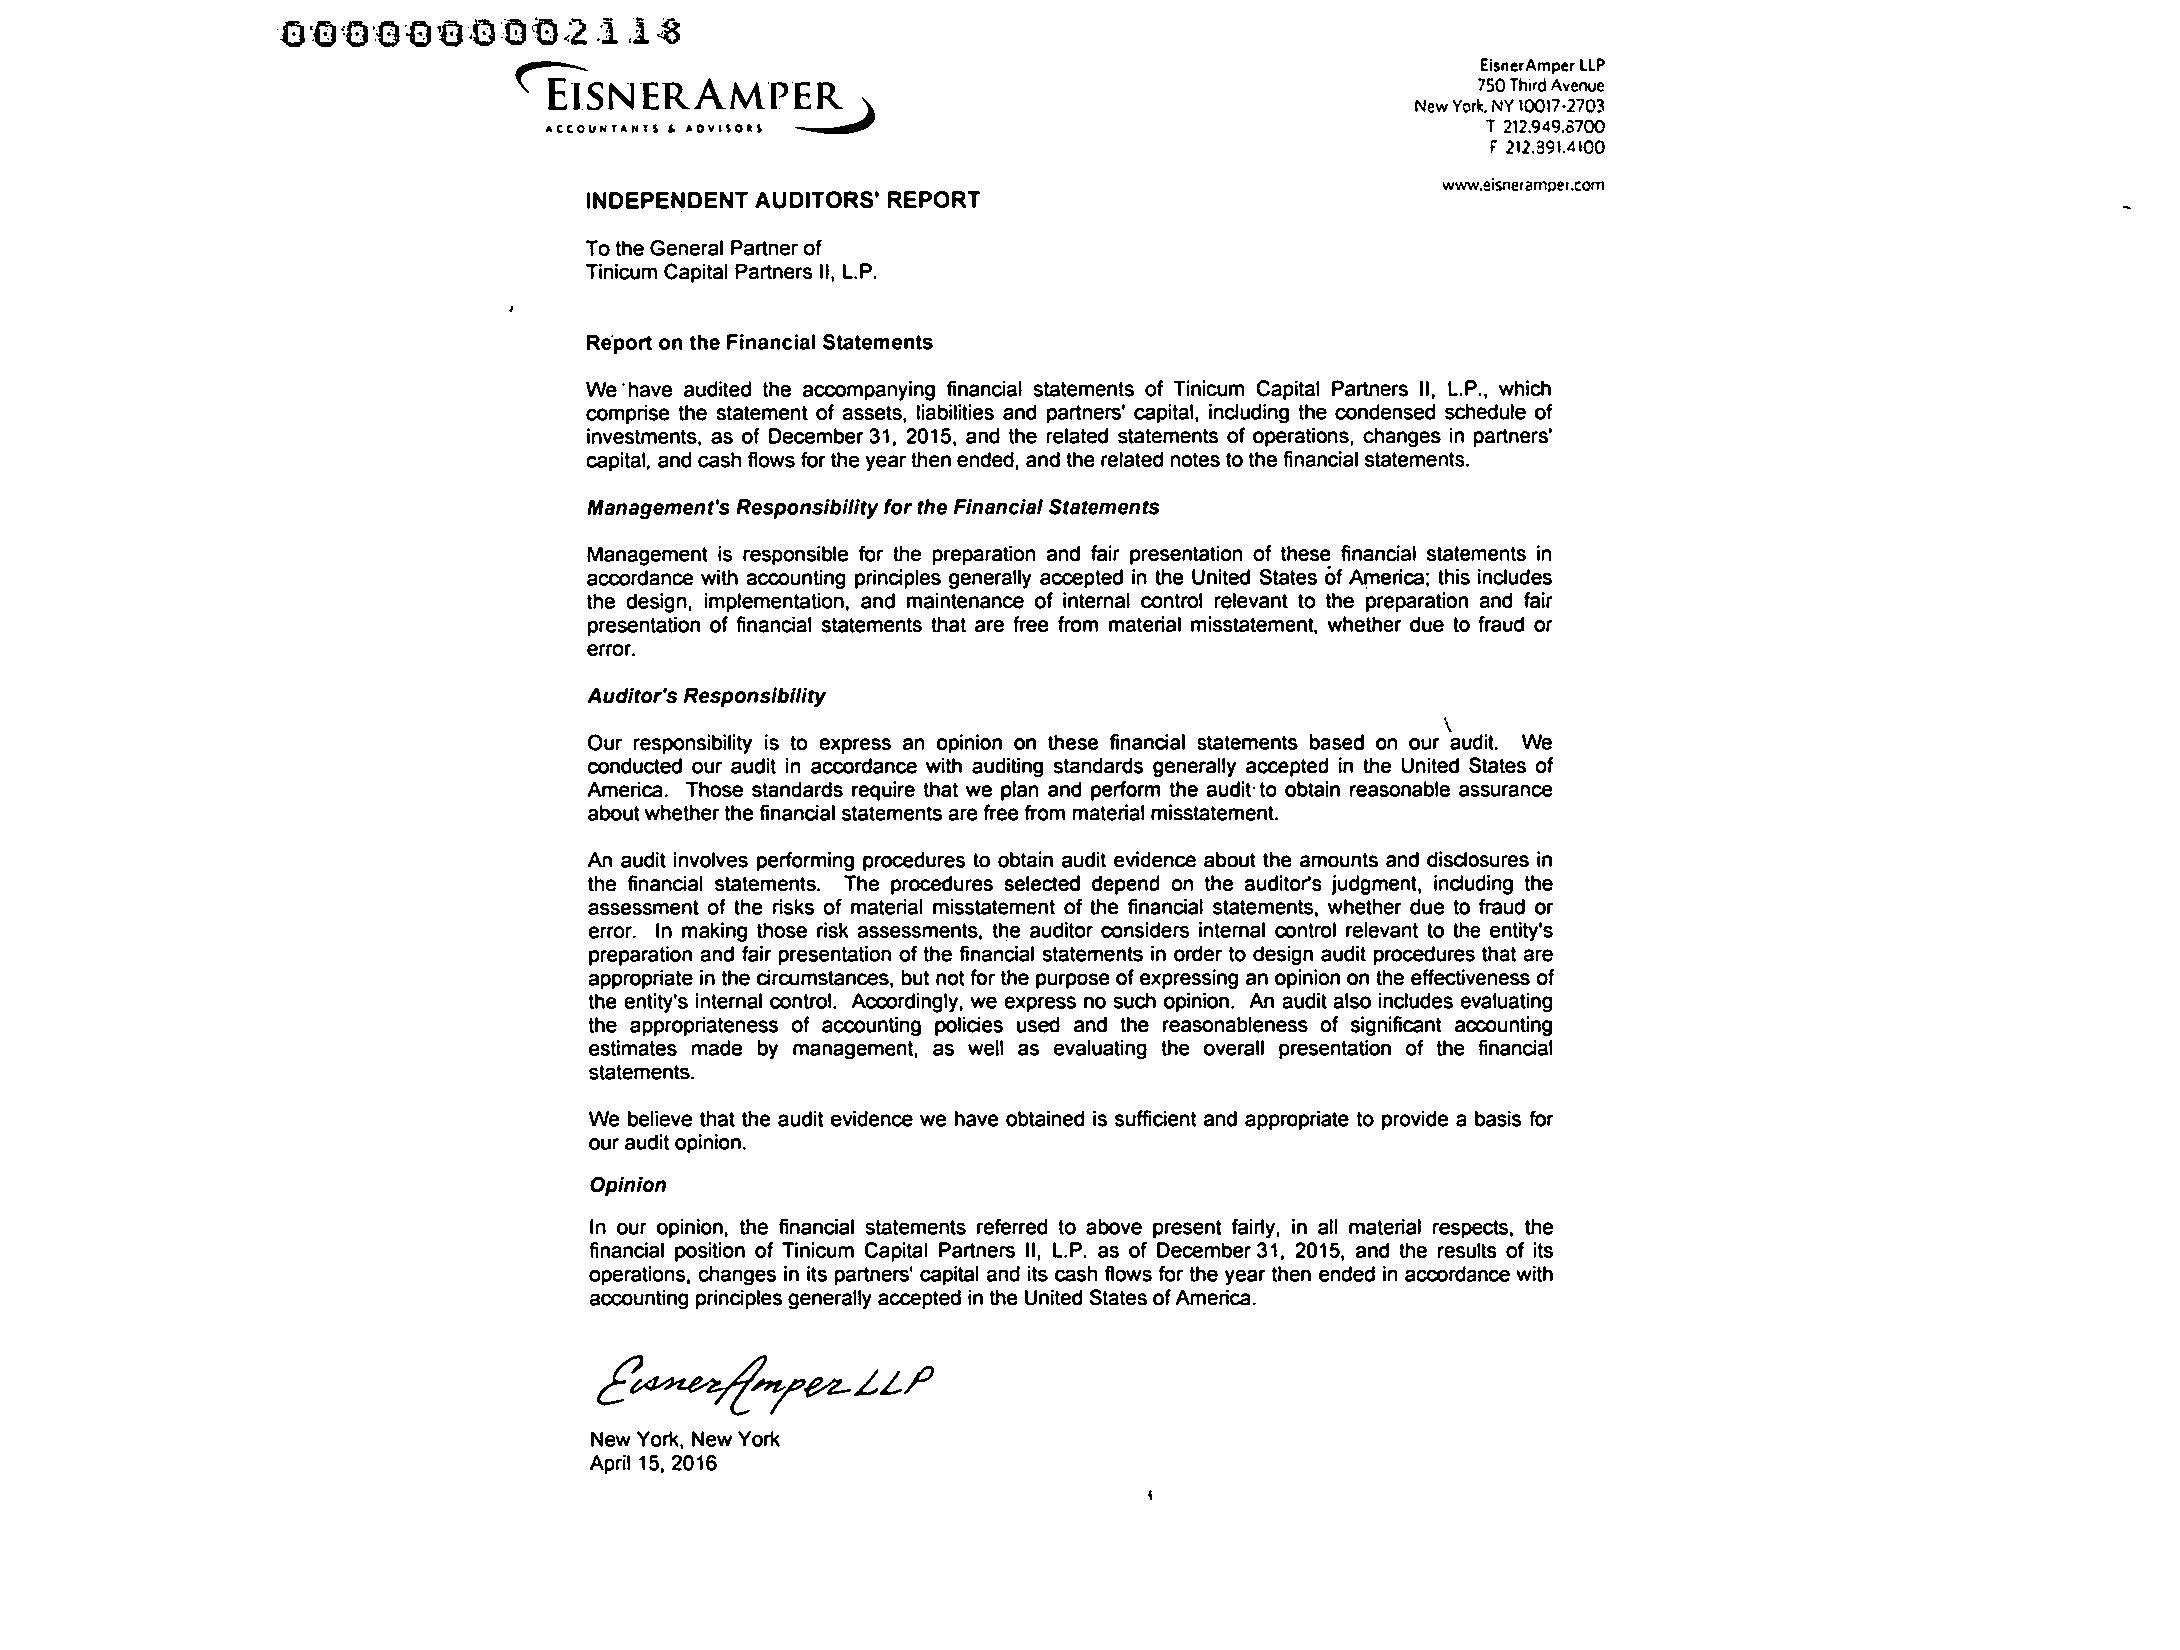 0000000002118
EISNERAMPER
ACCOUNTANTS & ADVISORS
EisnerAmper LLP
750 Third Avenue
New York, NY 10017-2703
T 212.949.8700
F 212.891.4100
www.eisneramper.com
INDEPENDENT AUDITORS' REPORT
To the General Partner of
Tinicum Capital Partners II, L.P.
Report on the Financial Statements
We have audited the accompanying financial statements of Tinicum Capital Partners II, L.P., which
comprise the statement of assets, liabilities and partners' capital, including the condensed schedule of
investments, as of December 31, 2015, and the related statements of operations, changes in partners'
capital, and cash flows for the year then ended, and the related notes to the financial statements.
Management's Responsibility for the Financial Statements
Management is responsible for the preparation and fair presentation of these financial statements in
accordance with accounting principles generally accepted in the United States of America; this includes
the design, implementation, and maintenance of internal control relevant to the preparation and fair
presentation of financial statements that are free from material misstatement, whether due to fraud or
error.
Auditor's Responsibility
Our responsibility is to express an opinion on these financial statements based on our audit. We
conducted our audit in accordance with auditing standards generally accepted in the United States of
America. Those standards require that we plan and perform the audit to obtain reasonable assurance
about whether the financial statements are free from material misstatement.
An audit involves performing procedures to obtain audit evidence about the amounts and disclosures in
the financial statements. The procedures selected depend on the auditor's judgment, including the
assessment of the risks of material misstatement of the financial statements, whether due to fraud or
error. In making those risk assessments, the auditor considers internal control relevant to the entity's
preparation and fair presentation of the financial statements in order to design audit procedures that are
appropriate in the circumstances, but not for the purpose of expressing an opinion on the effectiveness of
the entity's internal control. Accordingly, we express no such opinion. An audit also includes evaluating
the appropriateness of accounting policies used and the reasonableness of significant accounting
estimates made by management, as well as evaluating the overall presentation of the financial
statements.
We believe that the audit evidence we have obtained is sufficient and appropriate to provide a basis for
our audit opinion.
Opinion
In our opinion, the financial statements referred to above present fairly, in all material respects, the
financial position of Tinicum Capital Partners II, L.P. as of December 31, 2015, and the results of its
operations, changes in its partners' capital and its cash flows for the year then ended in accordance with
accounting principles generally accepted in the United States of America.
EisnerAmper LLP
New York, New York
April 15, 2016